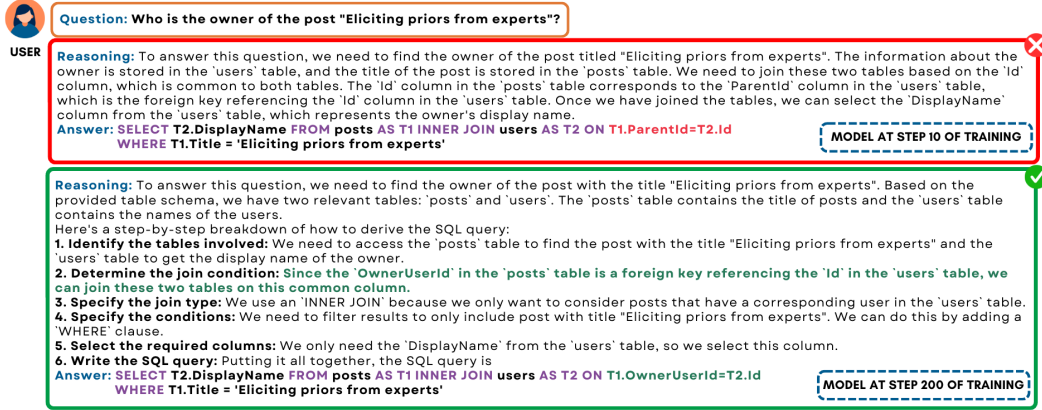 Question: Who is the owner of the post "Eliciting priors from experts"?
USER
Reasoning: To answer this question, we need to find the owner of the post titled "Eliciting priors from experts". The information about the
owner is stored in the `users` table, and the title of the post is stored in the `posts` table. We need to join these two tables based on the `Id`
column, which is common to both tables. The `Id` column in the `posts` table corresponds to the `ParentId` column in the `users` table,
which is the foreign key referencing the `Id` column in the `users` table. Once we have joined the tables, we can select the `DisplayName`
column from the `users` table, which represents the owner's display name.
Answer: SELECT T2.DisplayName FROM posts AS T1 INNER JOIN users AS T2 ON T1.ParentId=T2.Id
WHERE T1.Title = 'Eliciting priors from experts'
MODEL AT STEP 10 OF TRAINING
Reasoning: To answer this question, we need to find the owner of the post with the title "Eliciting priors from experts". Based on the
provided table schema, we have two relevant tables: `posts` and `users`. The `posts` table contains the title of posts and the `users` table
contains the names of the users.
Here's a step-by-step breakdown of how to derive the SQL query:
1. Identify the tables involved: We need to access the `posts` table to find the post with the title "Eliciting priors from experts" and the
`users` table to get the display name of the owner.
2. Determine the join condition: Since the `OwnerUserId` in the `posts` table is a foreign key referencing the `Id` in the `users` table, we
can join these two tables on this common column.
3. Specify the join type: We use an `INNER JOIN` because we only want to consider posts that have a corresponding user in the `users` table.
4. Specify the conditions: We need to filter results to only include post with title "Eliciting priors from experts". We can do this by adding a
`WHERE` clause.
5. Select the required columns: We only need the `DisplayName` from the `users` table, so we select this column.
6. Write the SQL query: Putting it all together, the SQL query is
Answer: SELECT T2.DisplayName FROM posts AS T1 INNER JOIN users AS T2 ON T1.OwnerUserId=T2.Id
WHERE T1.Title = 'Eliciting priors from experts'
MODEL AT STEP 200 OF TRAINING